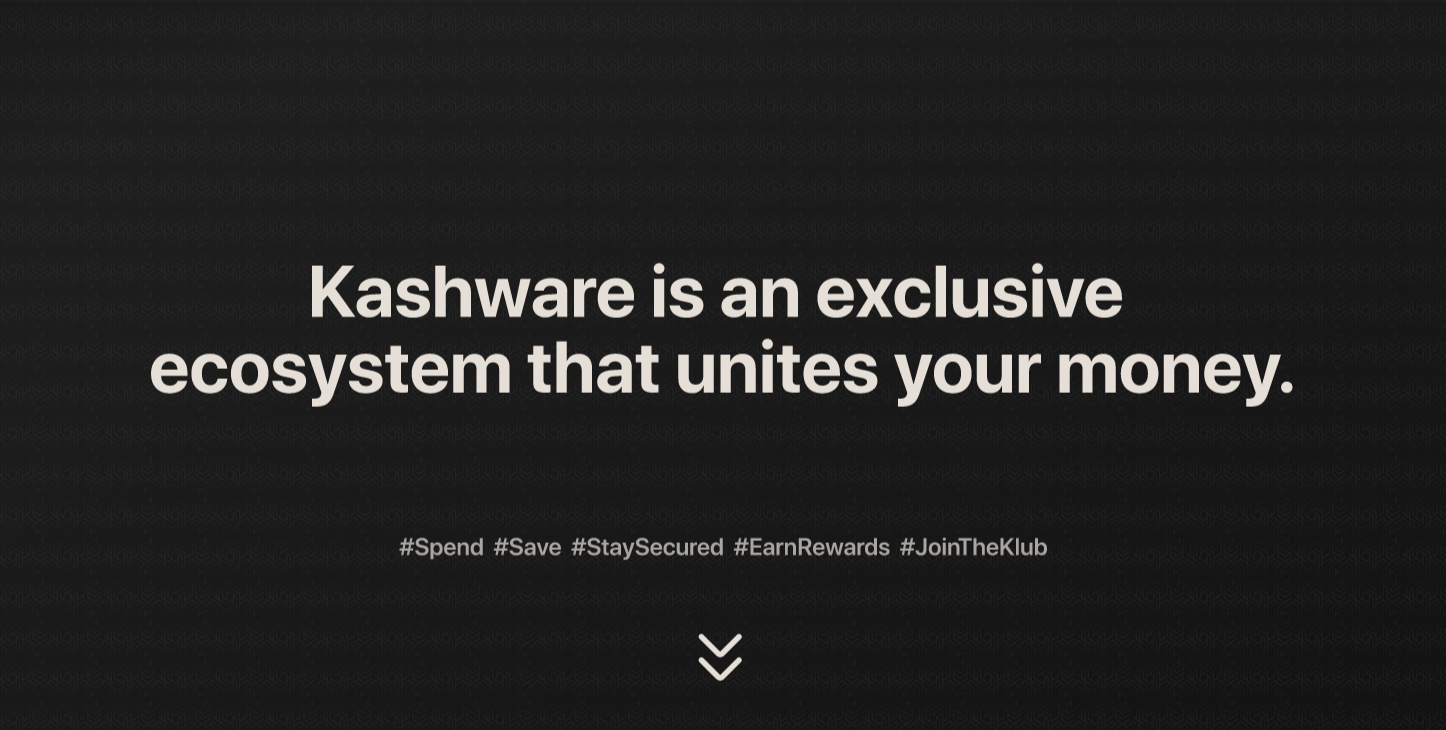 Kashware is an exclusive
ecosystem that unites your money.
#Spend #Save #StaySecured #EarnRewards #JoinTheKlub